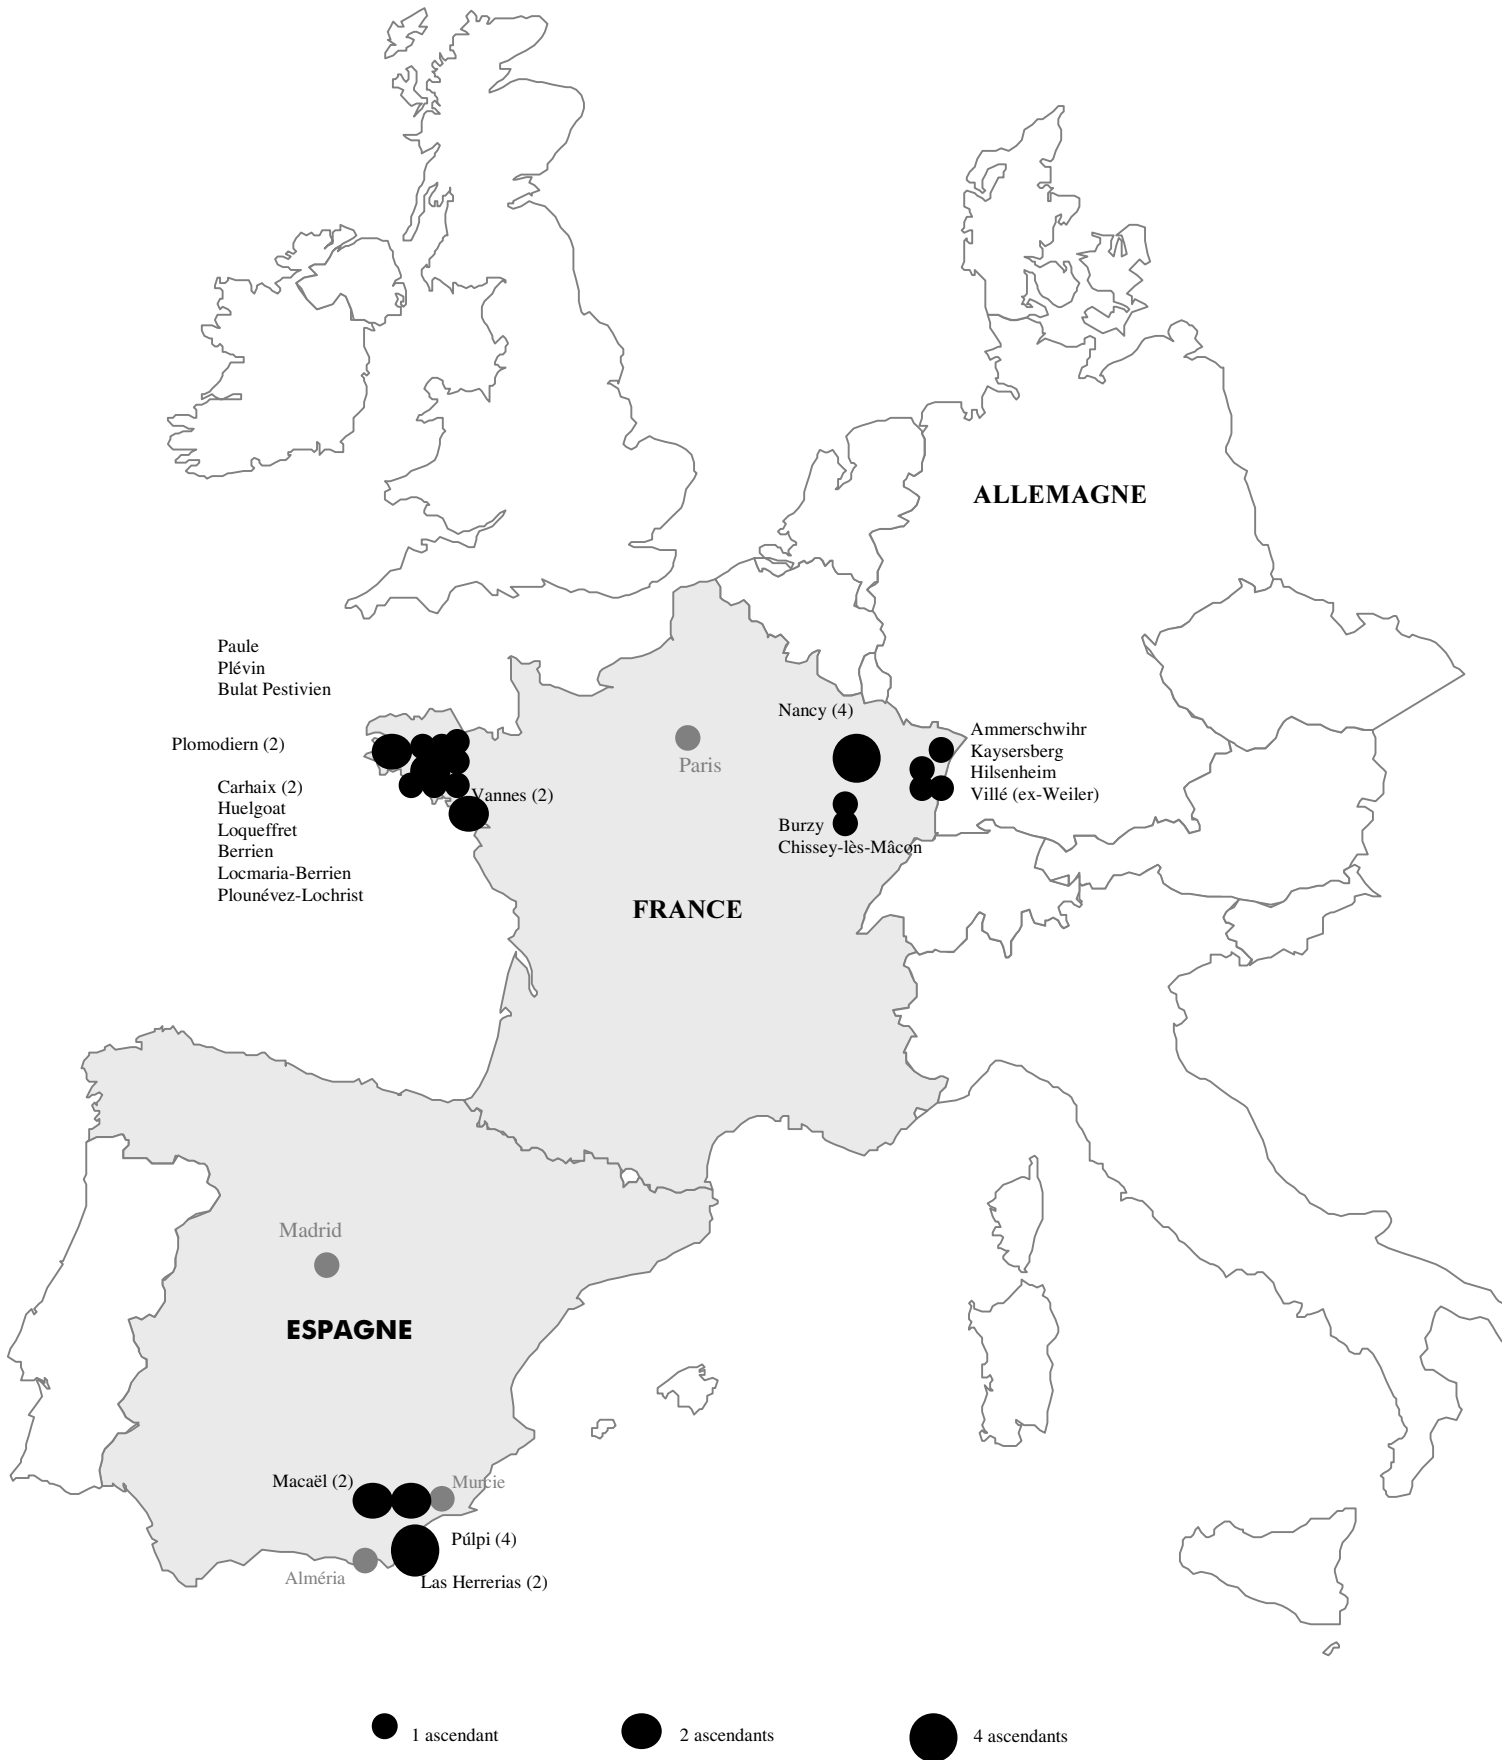 ALLEMAGNE
Paule
Plévin
Bulat Pestivien
Plomodiern (2)
Carhaix (2)
Huelgoat
Loqueffret
Berrien
Locmaria-Berrien
Plounévez-Lochrist
Vannes (2)
Paris
Nancy (4)
Ammerschwihr
Kaysersberg
Hilsenheim
Villé (ex-Weiler)
Burzy
Chissey-lès-Mâcon
FRANCE
Madrid
ESPAGNE
Macaël (2)
Murcie
Púlpi (4)
Alméria
Las Herrerias (2)
1 ascendant
2 ascendants
4 ascendants